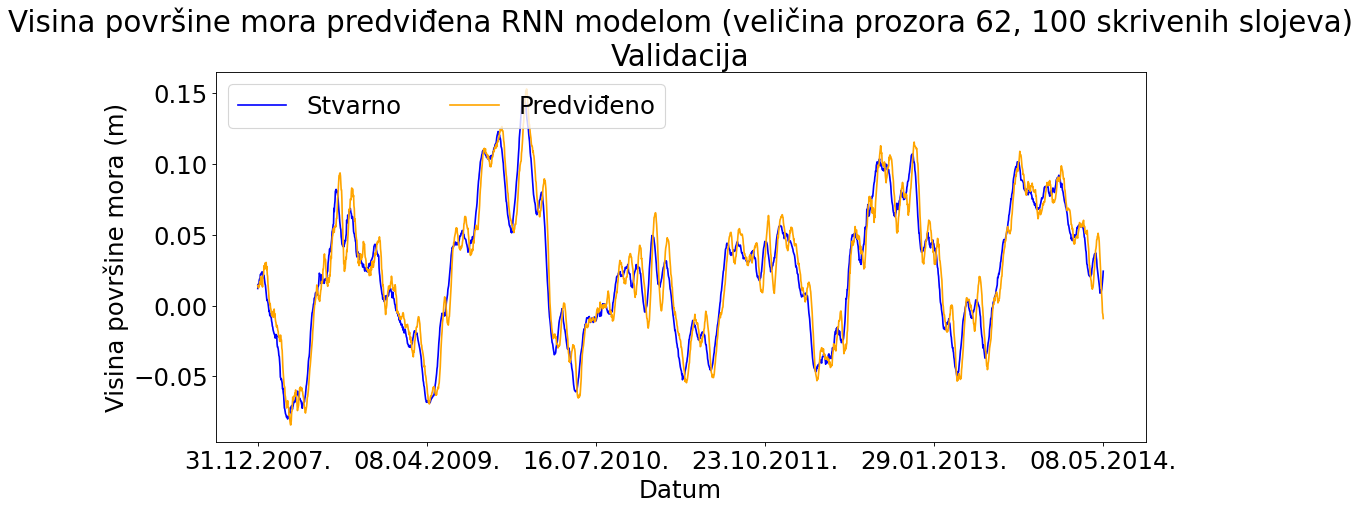 Visina površine mora predviđena RNN modelom (veličina prozora 62, 100 skrivenih slojeva)
Validacija
Stvarno Predviđeno
Visina površine mora (m)
0.15
0.10
0.05
0.00
−0.05
31.12.2007. 08.04.2009. 16.07.2010. 23.10.2011. 29.01.2013. 08.05.2014.
Datum